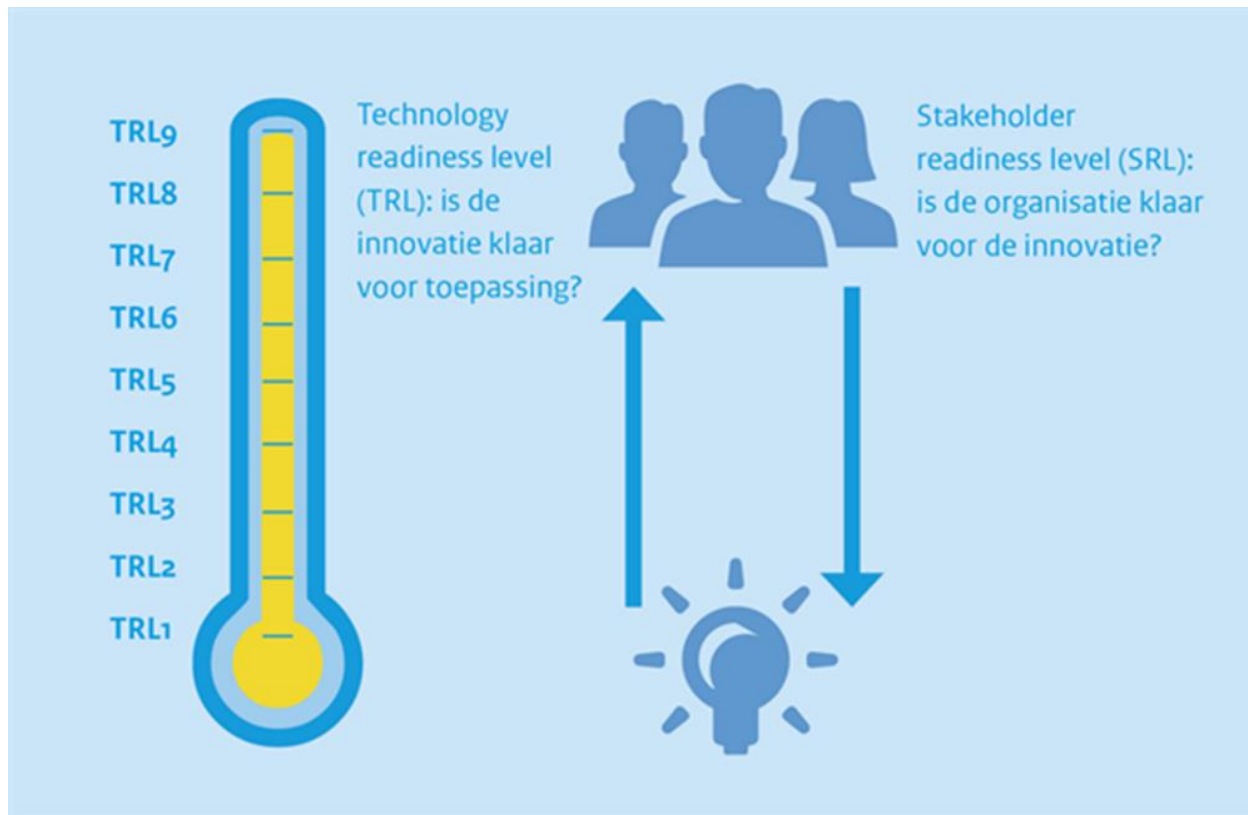 TRL9
TRL8
TRL7
TRL6
TRL5
TRL4
TRL3
TRL2
TRL1
Technology
readiness level
(TRL): is de
innovatie klaar
voor toepassing?
Stakeholder
readiness level (SRL):
is de organisatie klaar
voor de innovatie?